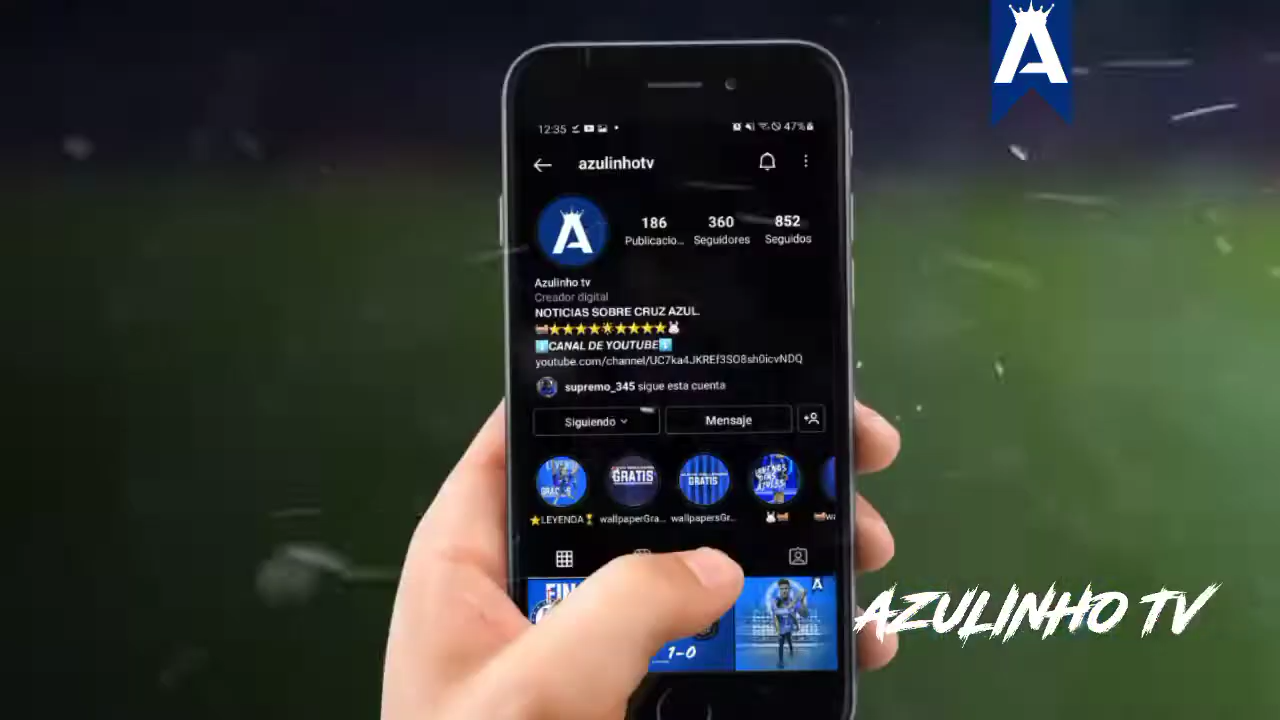 A
12:35
47%
azulinhotv
A
186 360 852
Publicacio... Seguidores Seguidos
Azulinho tv
Creador digital
NOTICIAS SOBRE CRUZ AZUL.
CANAL DE YOUTUBE
youtube.com/channel/UC7ka4JKREf3SO8sh0icvNDQ
supremo_345 sigue esta cuenta
Siguiendo Mensaje
GRATIS
GRATIS
LEYENDA wallpaperGra... wallpapersGr...
A
1-0
AZULINHO TV